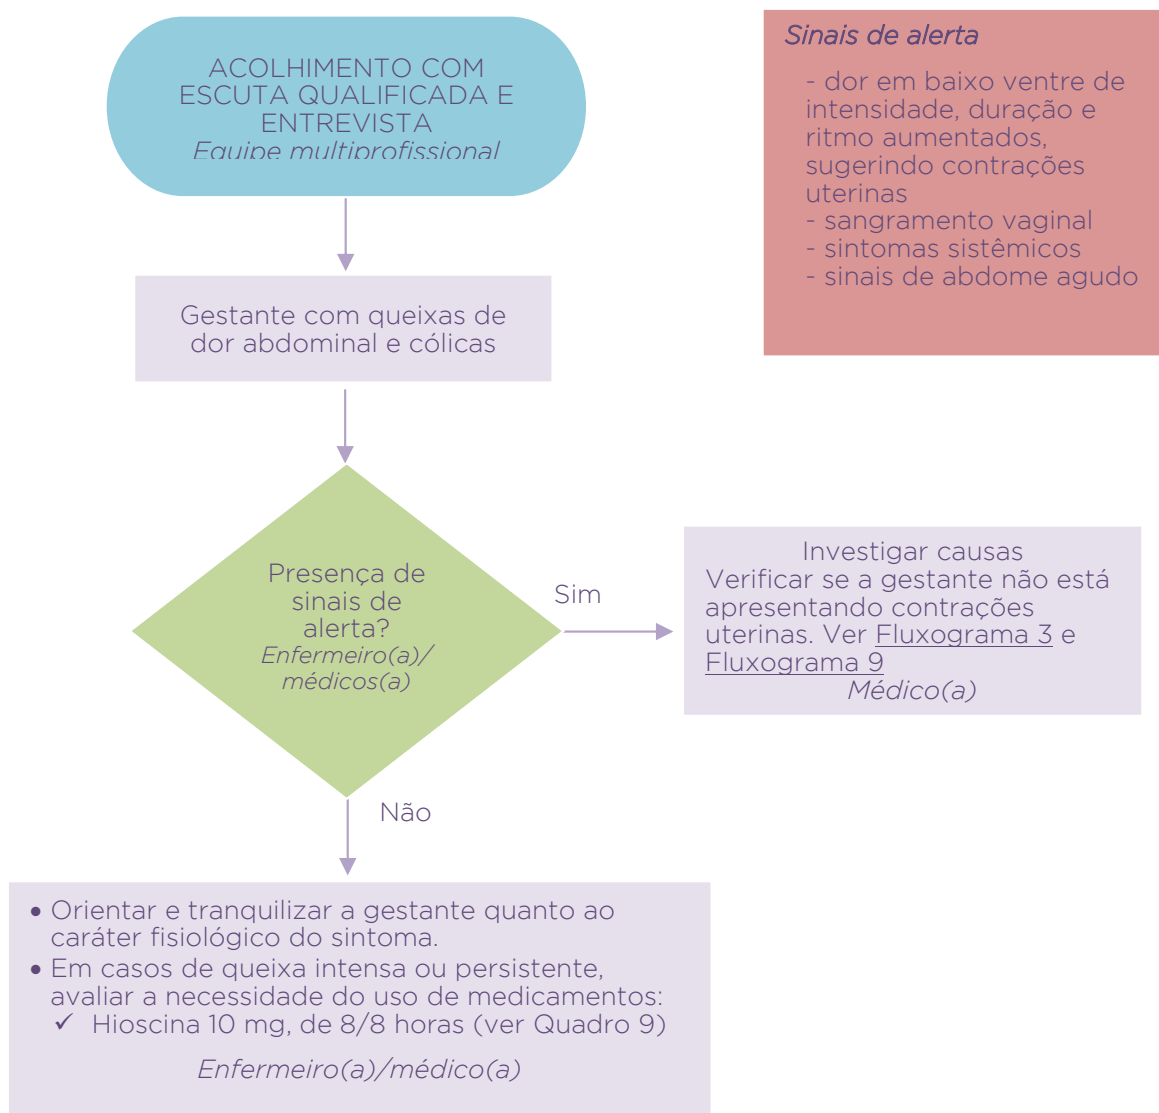 ACOLHIMENTO COM
ESCUTA QUALIFICADA E
ENTREVISTA
Equipe multiprofissional
Sinais de alerta
- dor em baixo ventre de
intensidade, duração e
ritmo aumentados,
sugerindo contrações
uterinas
- sangramento vaginal
- sintomas sistêmicos
- sinais de abdome agudo
Gestante com queixas de
dor abdominal e cólicas
Presença de
sinais de
alerta?
Enfermeiro(a)/
médicos(a)
Sim
Investigar causas
Verificar se a gestante não está
apresentando contrações
uterinas. Ver Fluxograma 3 e
Fluxograma 9
Médico(a)
Não
• Orientar e tranquilizar a gestante quanto ao
caráter fisiológico do sintoma.
• Em casos de queixa intensa ou persistente,
avaliar a necessidade do uso de medicamentos:
✓ Hioscina 10 mg, de 8/8 horas (ver Quadro 9)
Enfermeiro(a)/médico(a)